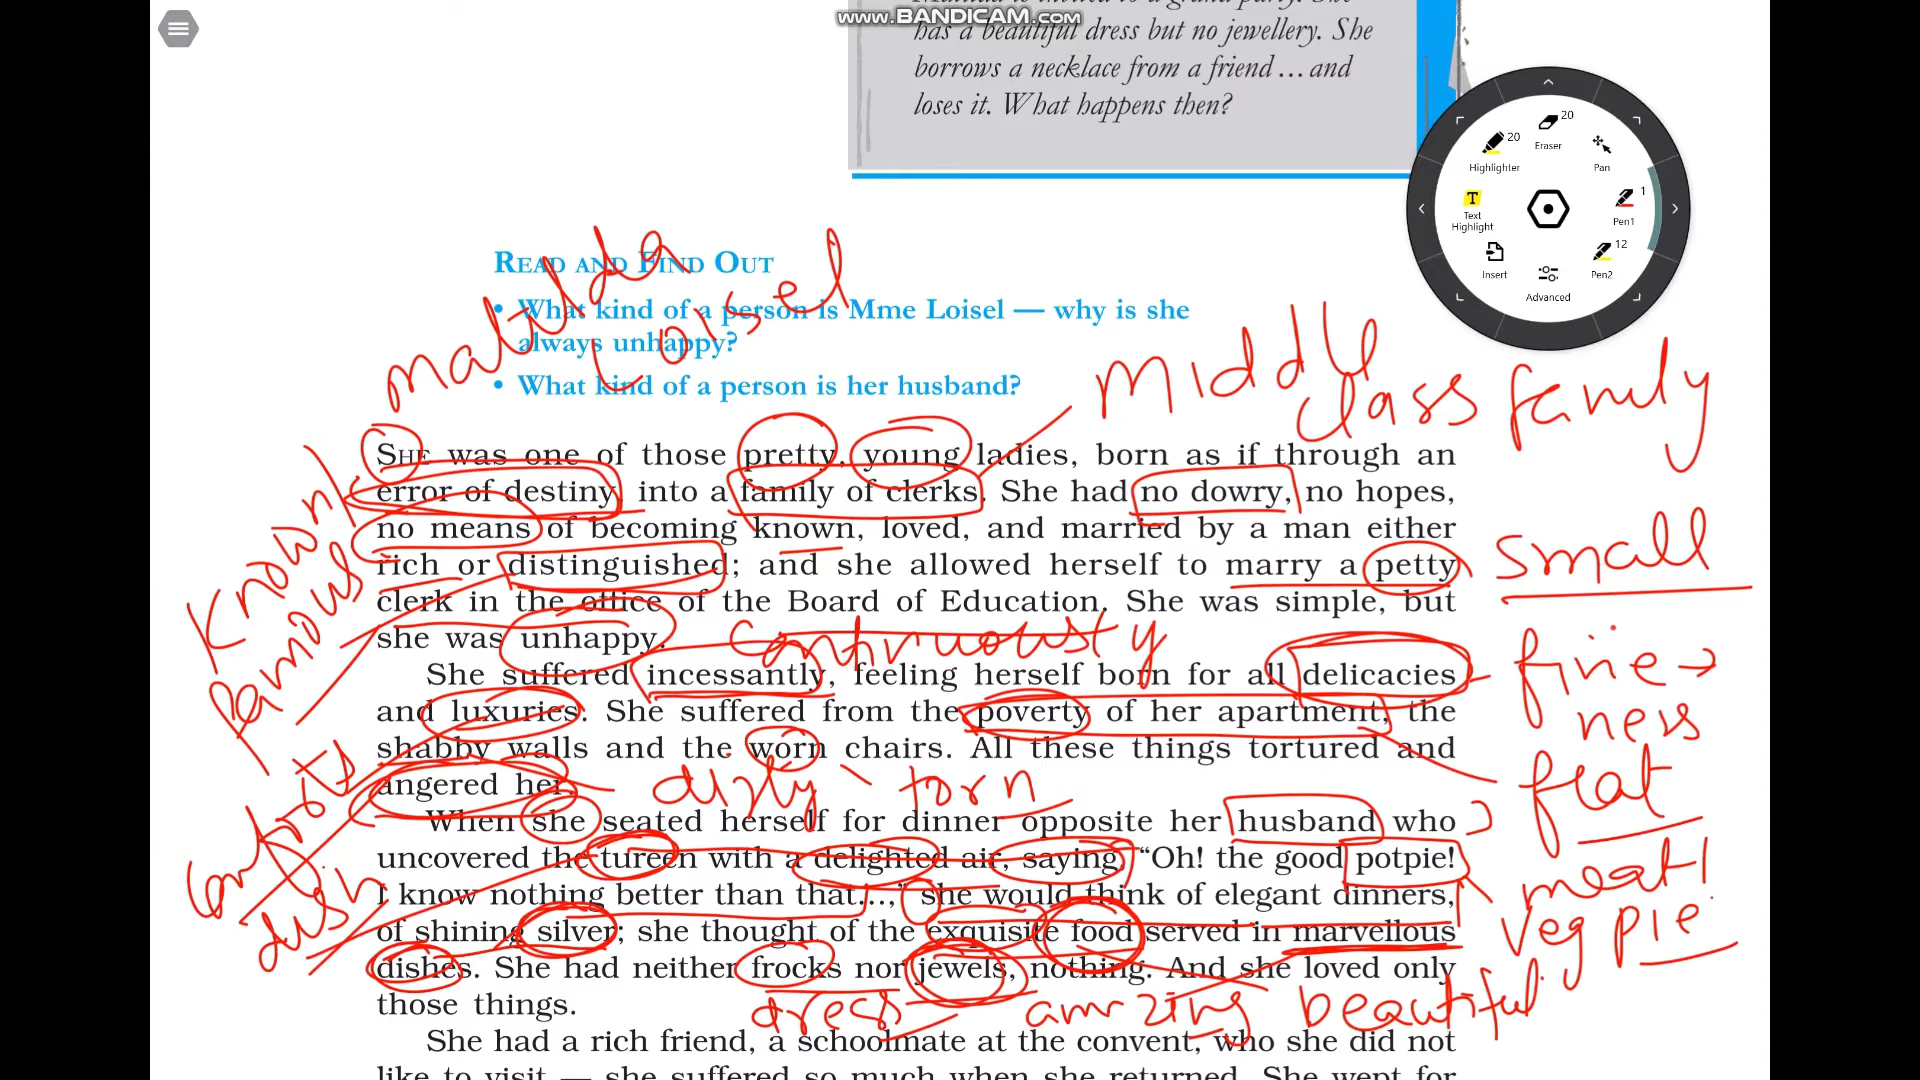 www.BANDICAM.com
Matilda is invited to a grand party. She
has a beautiful dress but no jewellery. She
borrows a necklace from a friend ... and
loses it. What happens then?
20
Eraser
20
Highlighter
Pan
Text
Highlight
1
Pen1
Insert
12
Pen2
Advanced
READ AND FIND OUT
• What kind of a person is Mme Loisel — why is she
always unhappy?
• What kind of a person is her husband?
matilda
Loisel
Middle
class family
SHE was one of those pretty, young ladies, born as if through an
error of destiny, into a family of clerks. She had no dowry, no hopes,
no means of becoming known, loved, and married by a man either
rich or distinguished; and she allowed herself to marry a petty
clerk in the office of the Board of Education. She was simple, but
she was unhappy.
known
famous
small
continuously
She suffered incessantly, feeling herself born for all delicacies
and luxuries. She suffered from the poverty of her apartment, the
shabby walls and the worn chairs. All these things tortured and
angered her.
fine
ness
flat
dirty torn
When she seated herself for dinner opposite her husband who
uncovered the tureen with a delighted air, saying, “Oh! the good potpie!
I know nothing better than that...,” she would think of elegant dinners,
of shining silver; she thought of the exquisite food served in marvellous
dishes. She had neither frocks nor jewels, nothing. And she loved only
those things.
dish
meat
veg pie
dress
amazing beautiful
She had a rich friend, a schoolmate at the convent, who she did not
like to visit — she suffered so much when she returned. She wept for